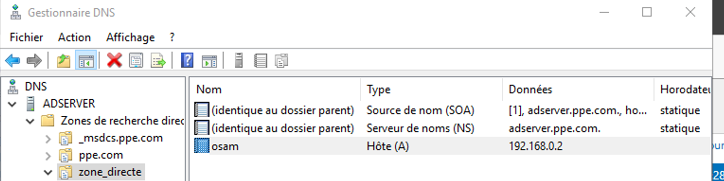 Gestionnaire DNS
Fichier Action Affichage ?
DNS
ADSERVER
Zones de recherche direc
_msdcs.ppe.com
ppe.com
zone_directe
Nom Type Données Horodate
(identique au dossier parent) Source de nom (SOA) [1], adserver.ppe.com., ho... statique
(identique au dossier parent) Serveur de noms (NS) adserver.ppe.com. statique
osam Hôte (A) 192.168.0.2
28